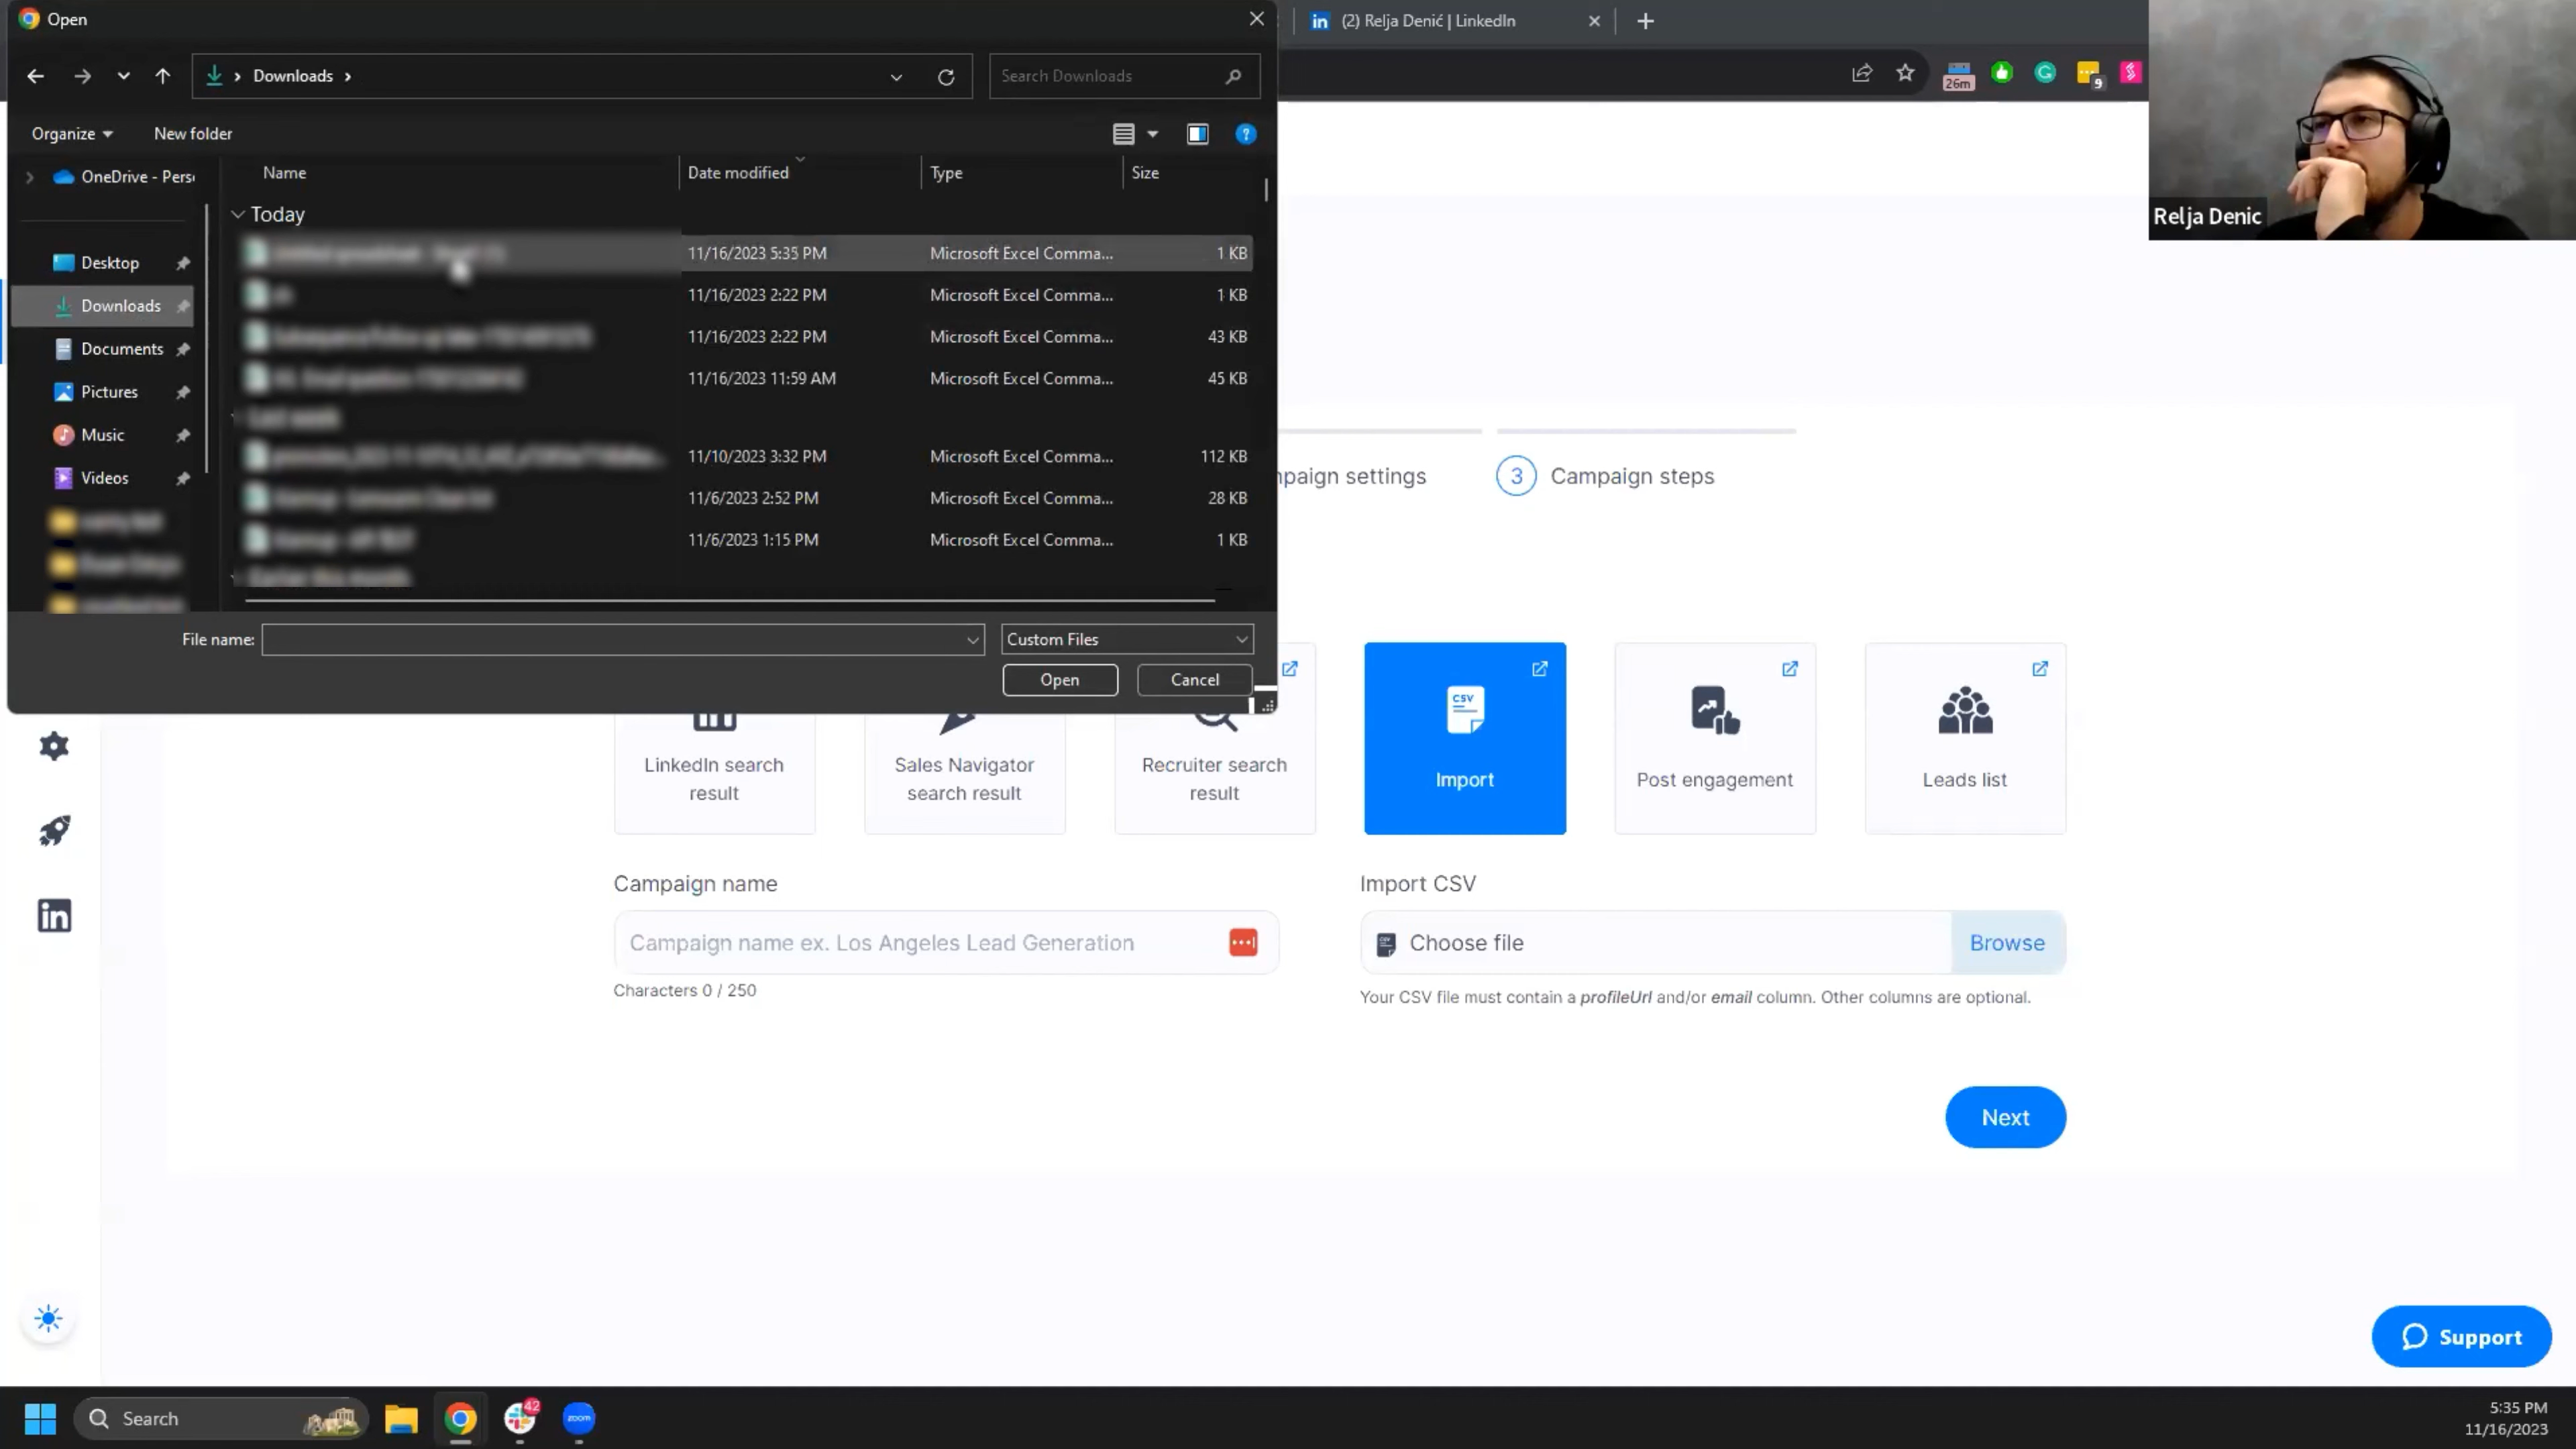 Open
(2) Relja Denić | LinkedIn
Downloads
Search Downloads
26m
9
Organize
New folder
Relja Denic
OneDrive - Pers
Name
Date modified
Type
Size
Today
11/16/2023 5:35 PM Microsoft Excel Comma... 1 KB
Desktop
11/16/2023 2:22 PM Microsoft Excel Comma... 1 KB
Downloads
11/16/2023 2:22 PM Microsoft Excel Comma... 43 KB
Documents
11/16/2023 11:59 AM Microsoft Excel Comma... 45 KB
Pictures
Music
11/10/2023 3:32 PM Microsoft Excel Comma... 112 KB
Videos
11/6/2023 2:52 PM Microsoft Excel Comma... 28 KB
11/6/2023 1:15 PM Microsoft Excel Comma... 1 KB
paign settings
3 Campaign steps
File name:
Custom Files
Open
Cancel
LinkedIn search
result
Sales Navigator
search result
Recruiter search
result
CSV
Import
Post engagement
Leads list
Campaign name
Campaign name ex. Los Angeles Lead Generation
Characters 0 / 250
Import CSV
Choose file
Browse
Your CSV file must contain a profileUrl and/or email column. Other columns are optional.
Next
Support
Search
42
zoom
5:35 PM
11/16/2023